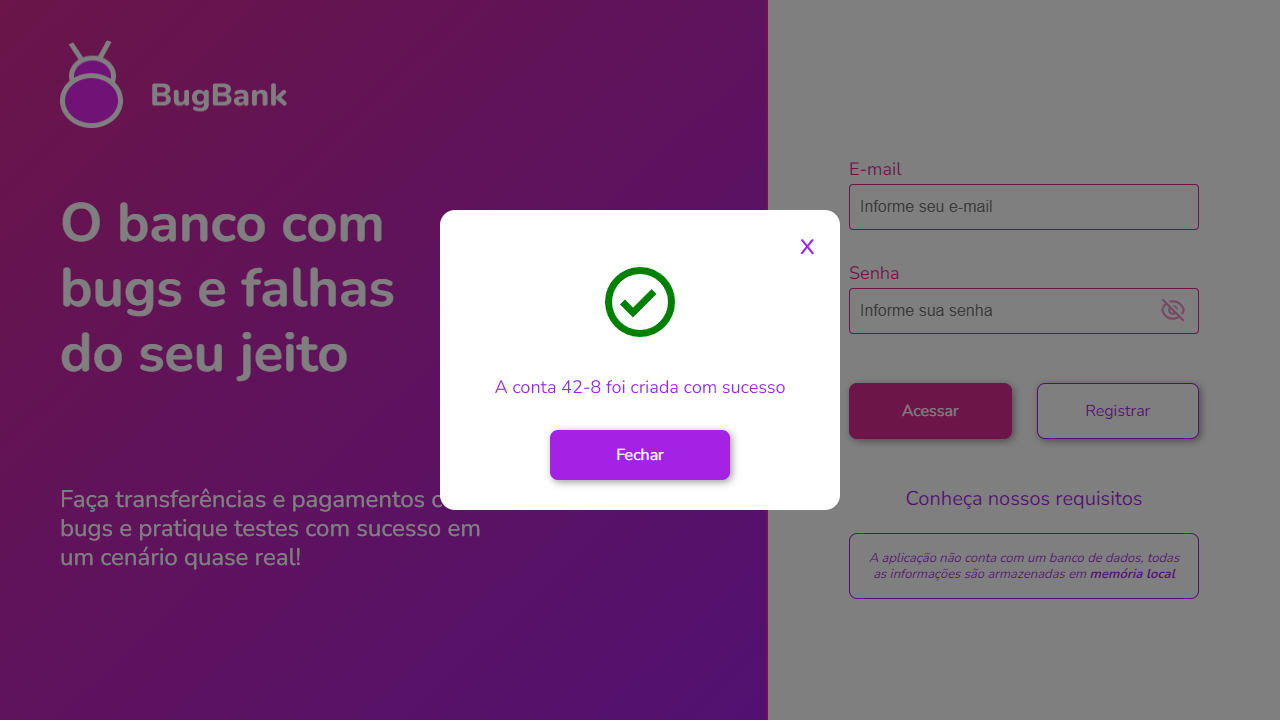 BugBank
O banco com
bugs e falhas
do seu jeito
Faça transferências e pagamentos
bugs e pratique testes com sucesso em
um cenário quase real!
X
A conta 42-8 foi criada com sucesso
Fechar
E-mail
Informe seu e-mail
Senha
Informe sua senha
Acessar
Registrar
Conheça nossos requisitos
A aplicação não conta com um banco de dados, todas
as informações são armazenadas em memória local